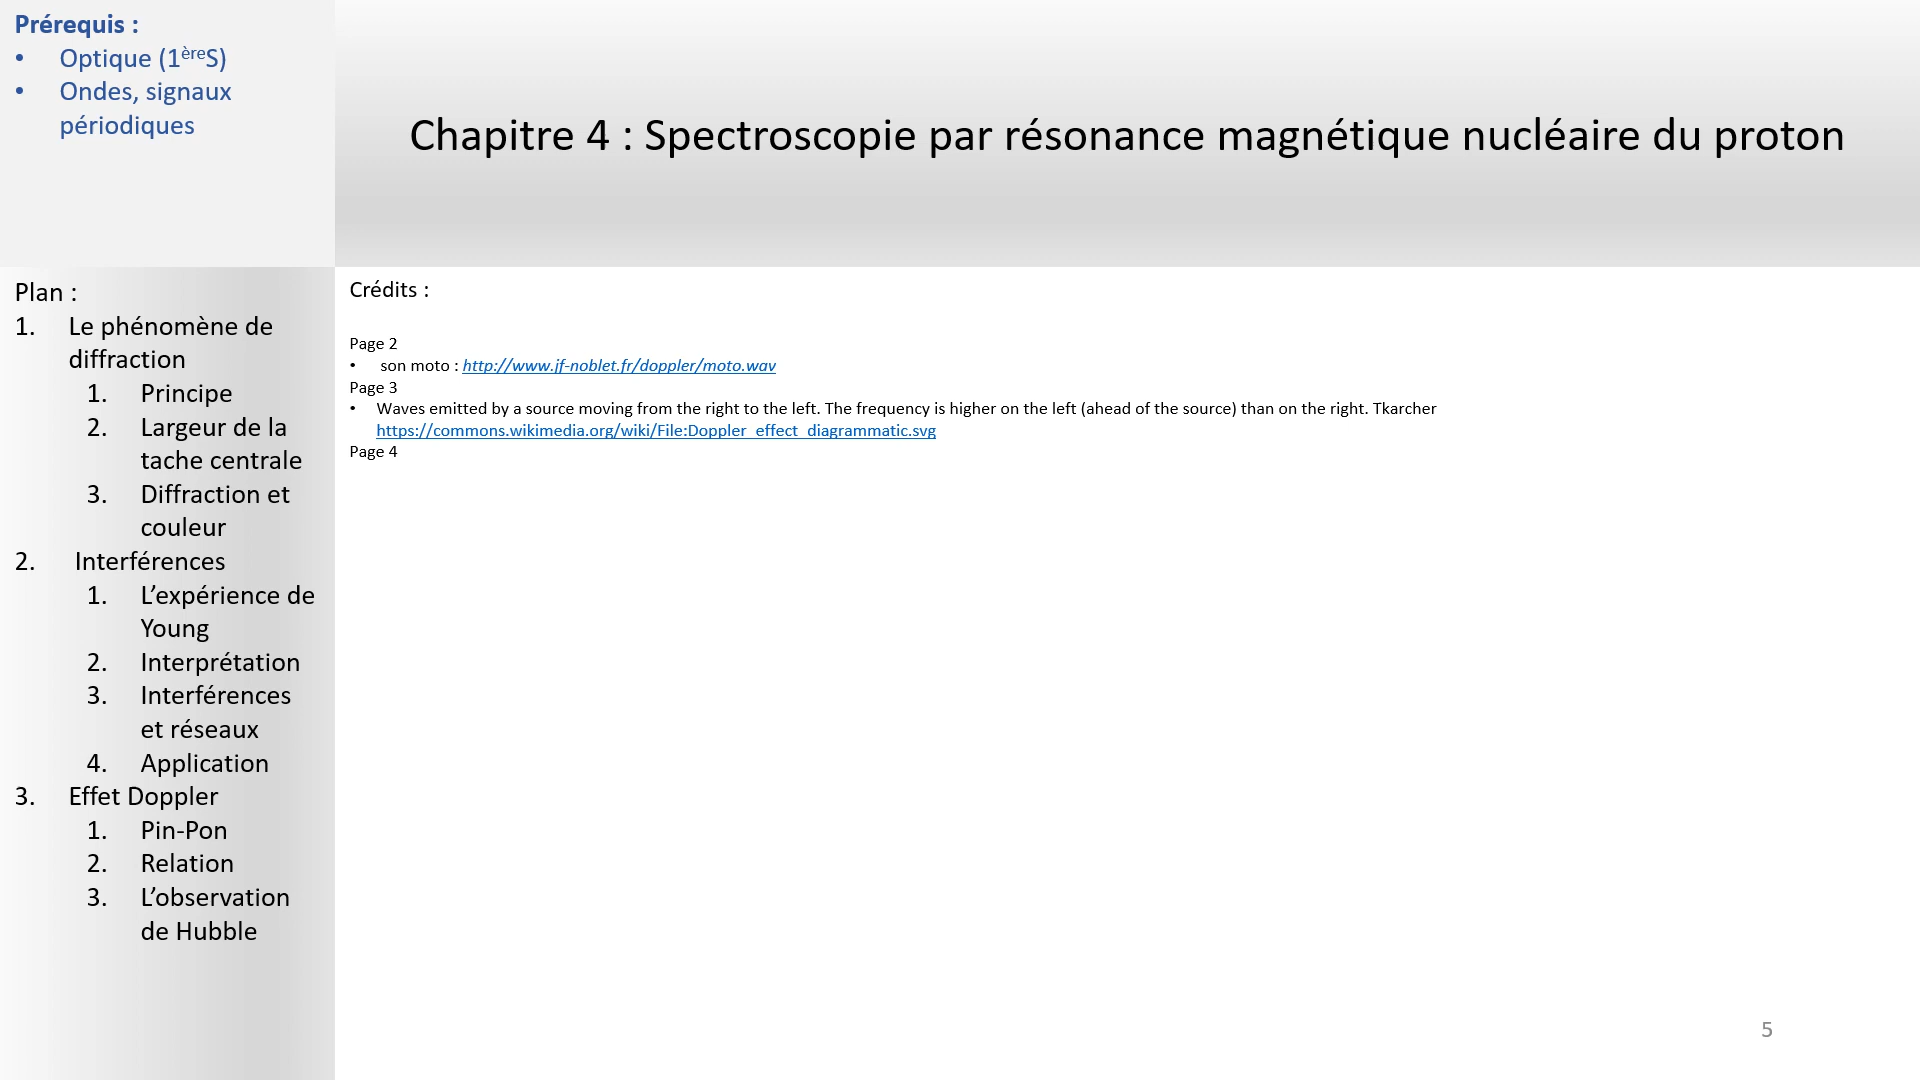 Prérequis :
• Optique (1èreS)
• Ondes, signaux
périodiques
Chapitre 4 : Spectroscopie par résonance magnétique nucléaire du proton
Plan :
1. Le phénomène de
diffraction
1. Principe
2. Largeur de la
tache centrale
3. Diffraction et
couleur
2. Interférences
1. L’expérience de
Young
2. Interprétation
3. Interférences
et réseaux
4. Application
3. Effet Doppler
1. Pin-Pon
2. Relation
3. L’observation
de Hubble
Crédits :
Page 2
• son moto : http://www.jf-noblet.fr/doppler/moto.wav
Page 3
• Waves emitted by a source moving from the right to the left. The frequency is higher on the left (ahead of the source) than on the right. Tkarcher
https://commons.wikimedia.org/wiki/File:Doppler_effect_diagrammatic.svg
Page 4
5